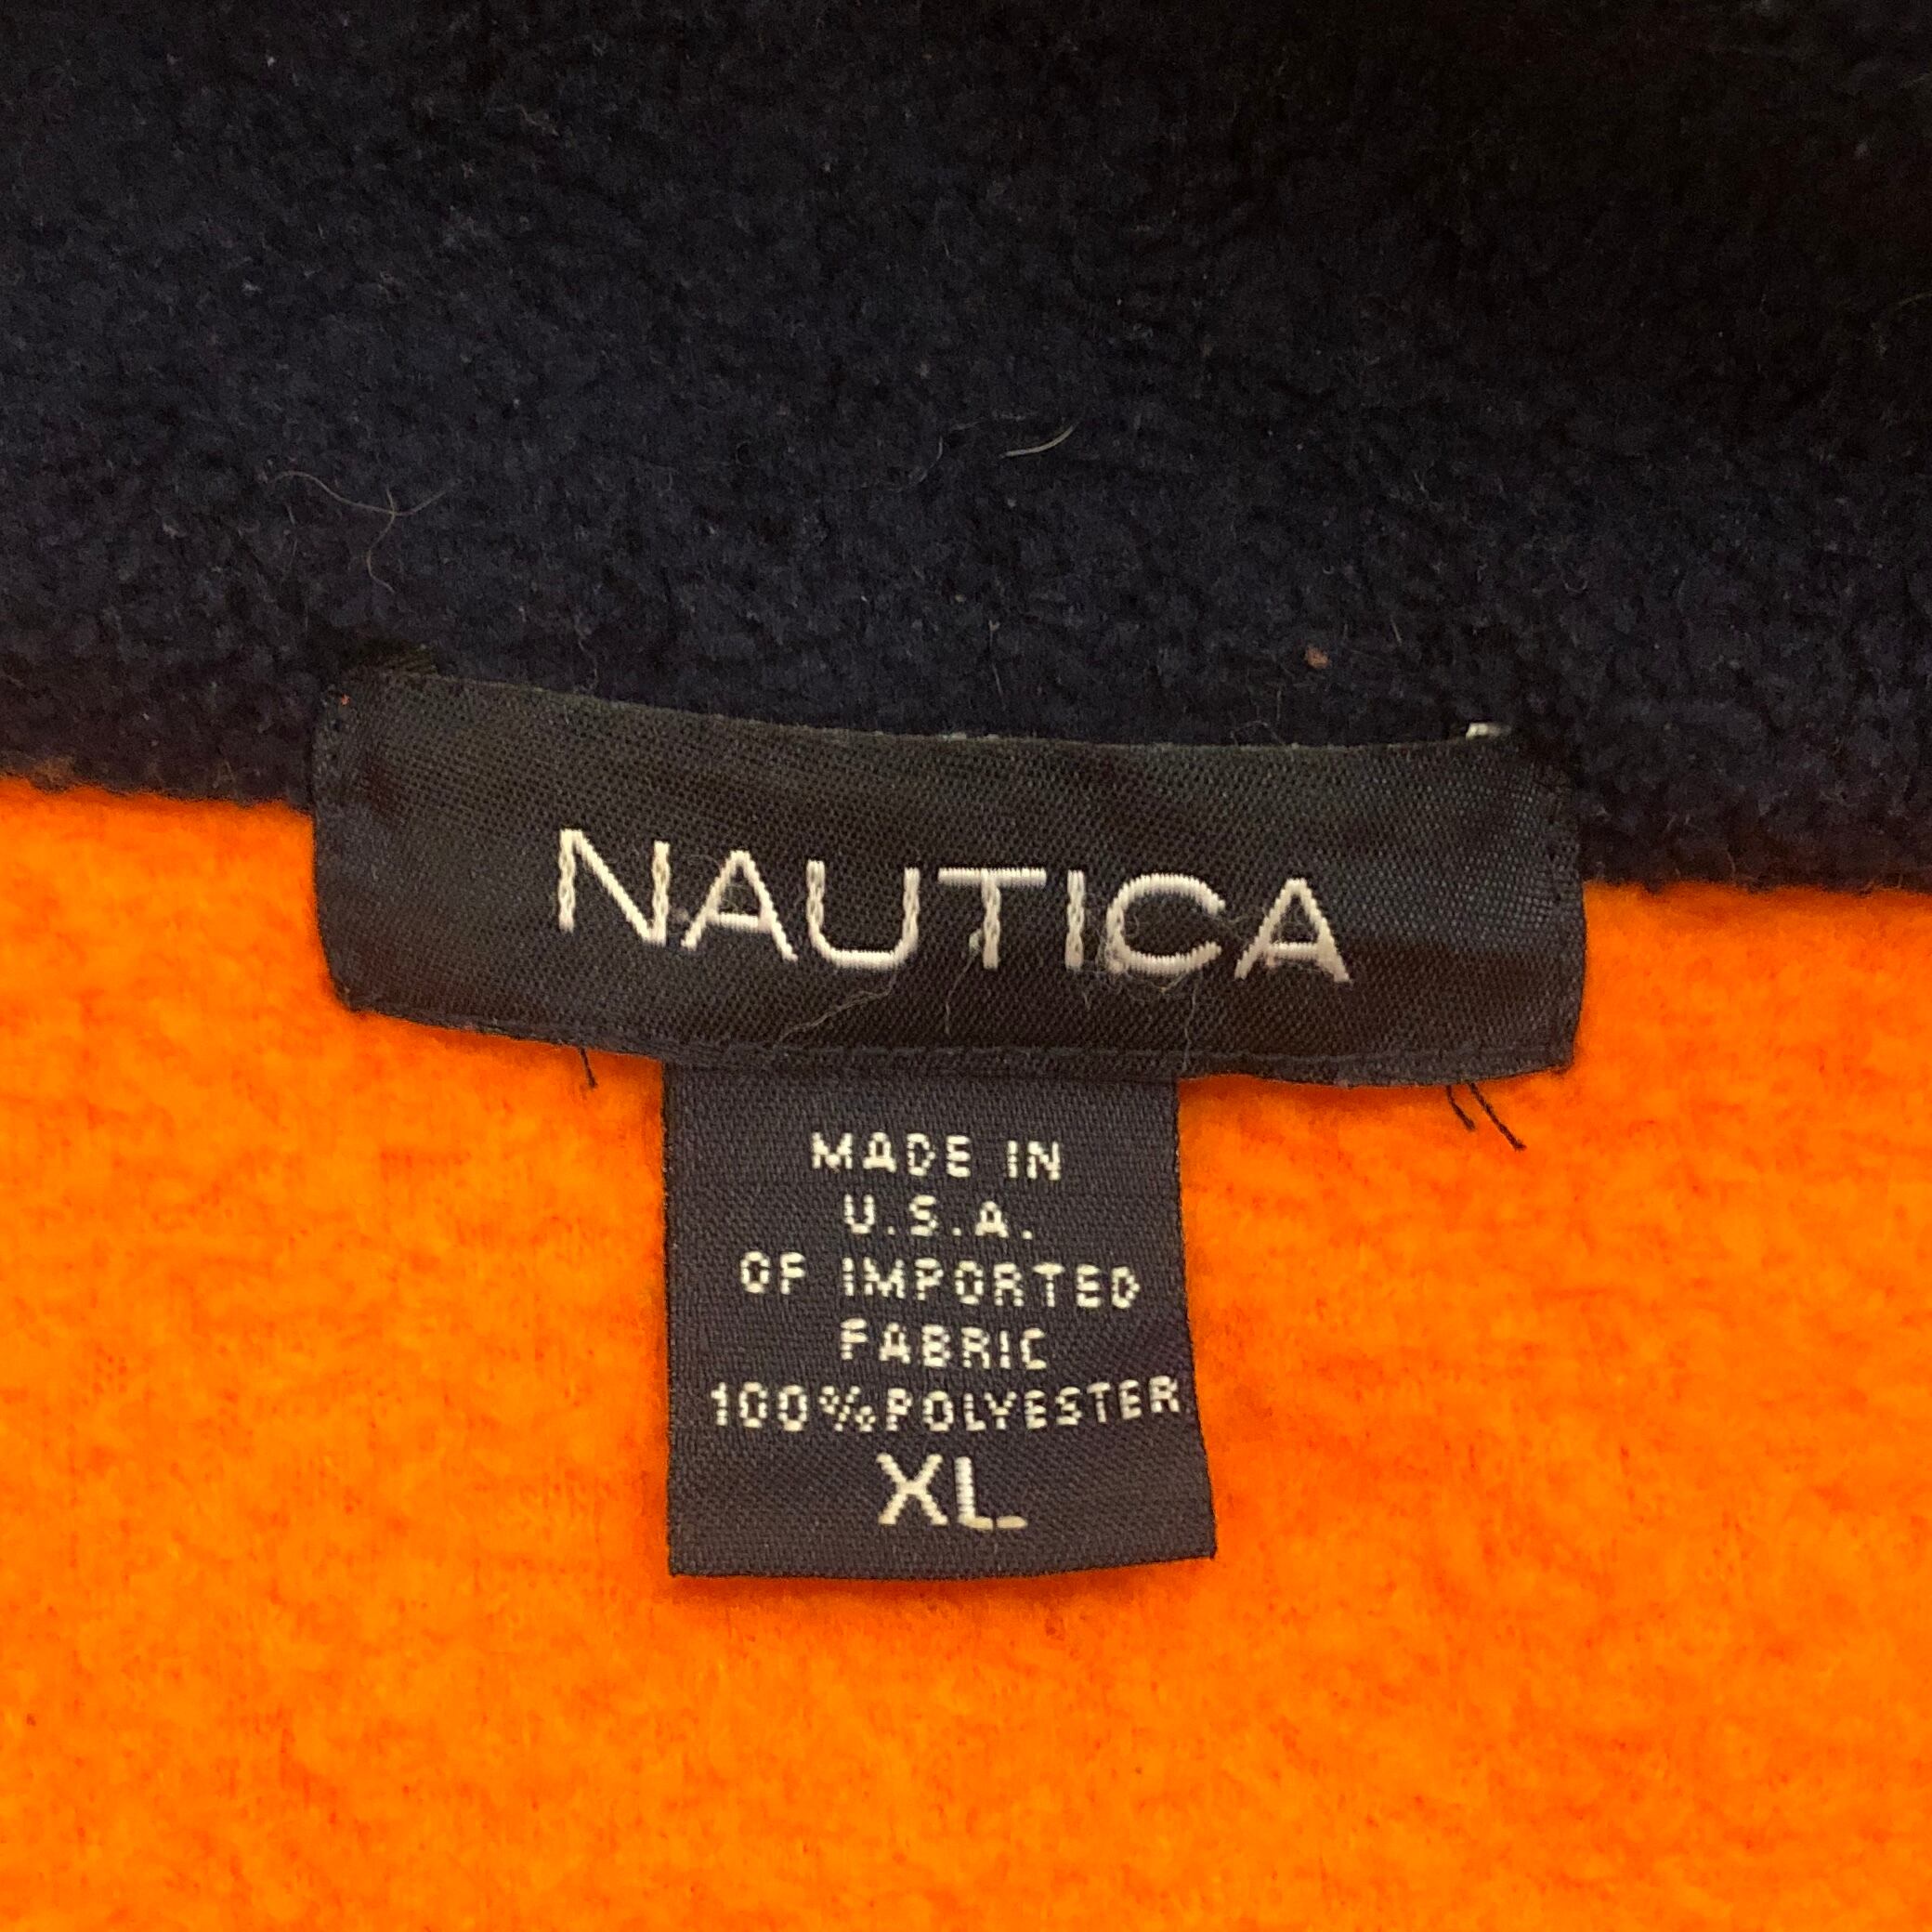 NAUTICA
MADE IN
U.S.A.
OF IMPORTED
FABRIC
100%POLYESTER
XL